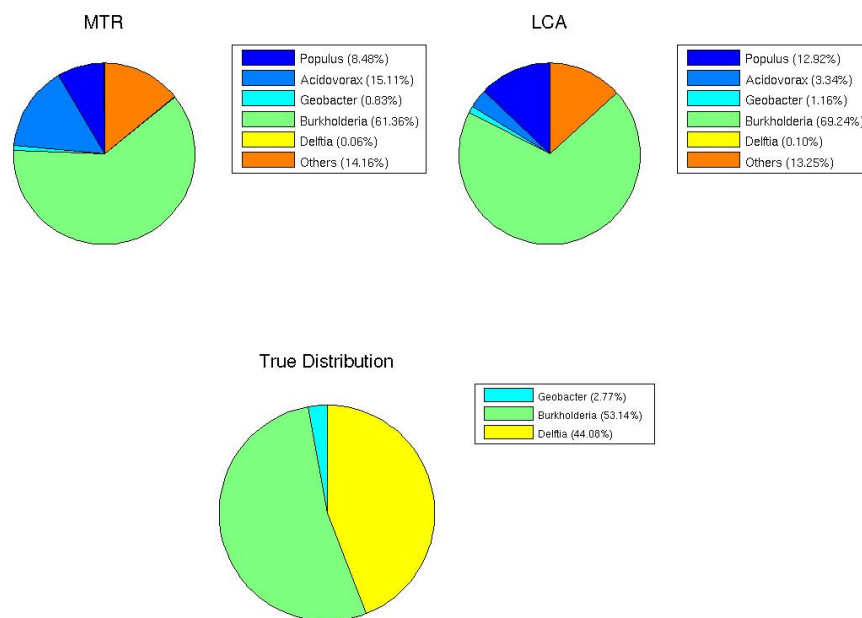 MTR
Populus (8.48%)
Acidovorax (15.11%)
Geobacter (0.83%)
Burkholderia (61.36%)
Delftia (0.06%)
Others (14.16%)
LCA
Populus (12.92%)
Acidovorax (3.34%)
Geobacter (1.16%)
Burkholderia (69.24%)
Delftia (0.10%)
Others (13.25%)
True Distribution
Geobacter (2.77%)
Burkholderia (53.14%)
Delftia (44.08%)